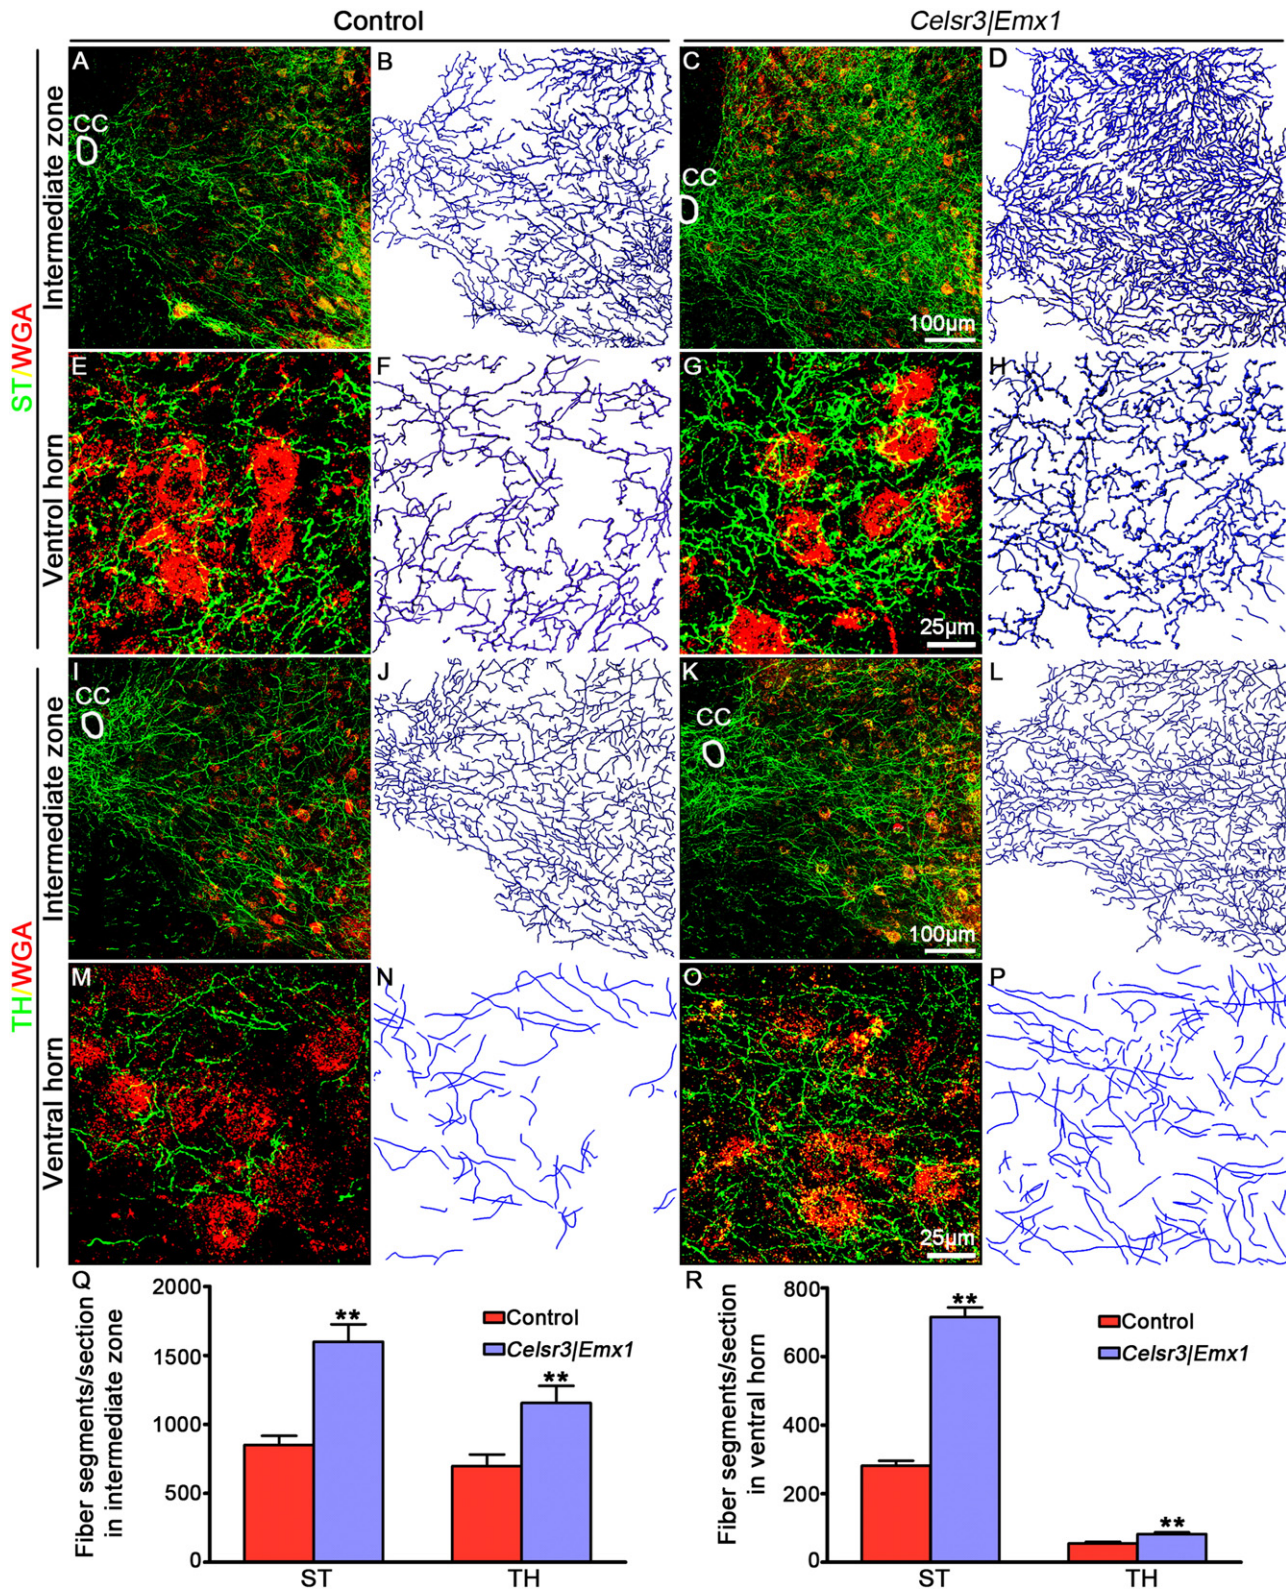 Control
Celsr3|Emx1
ST/WGA
Intermediate zone
A
CC
B
C
CC
100µm
D
Ventral horn
E
F
G
25µm
H
TH/WGA
Intermediate zone
I
CC
J
K
CC
100µm
L
Ventral horn
M
N
O
25µm
P
Q
Fiber segments/section
in intermediate zone
2000
1500
1000
500
0
**
**
Control
Celsr3|Emx1
ST
TH
R
Fiber segments/section
in ventral horn
800
600
400
200
0
**
**
Control
Celsr3|Emx1
ST
TH